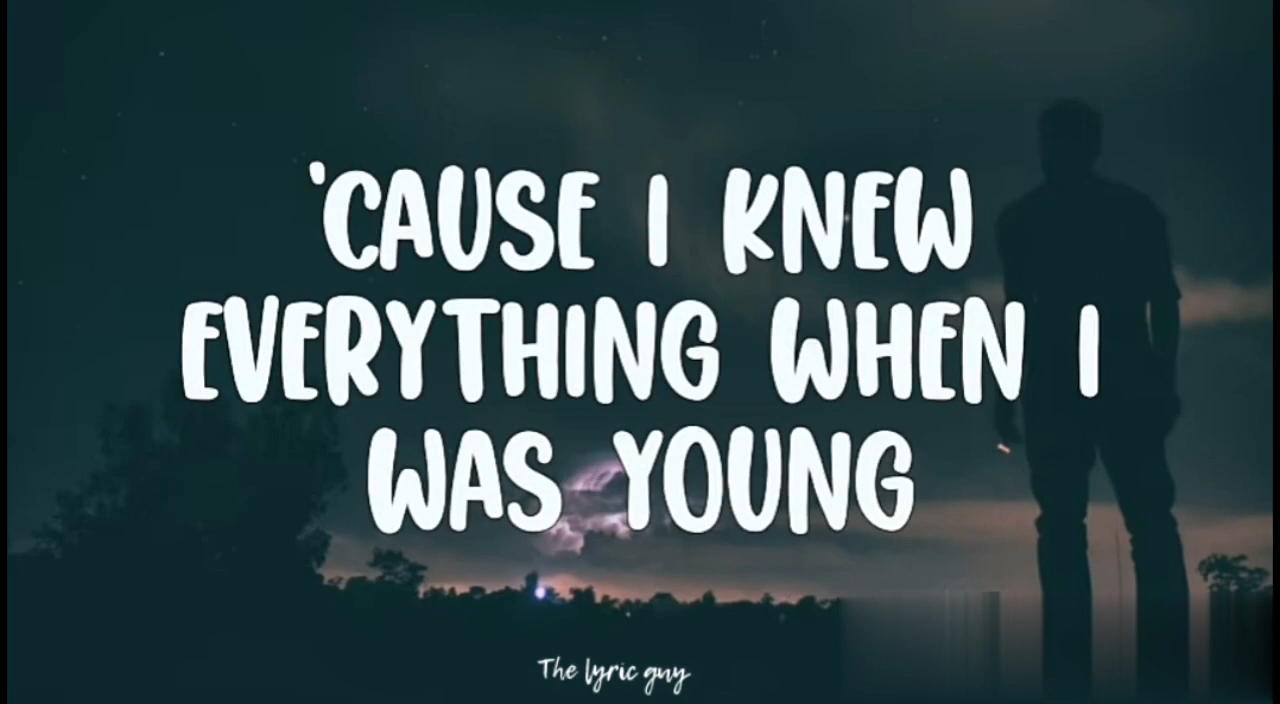 'CAUSE I KNEW
EVERYTHING WHEN I
WAS YOUNG
The lyric guy